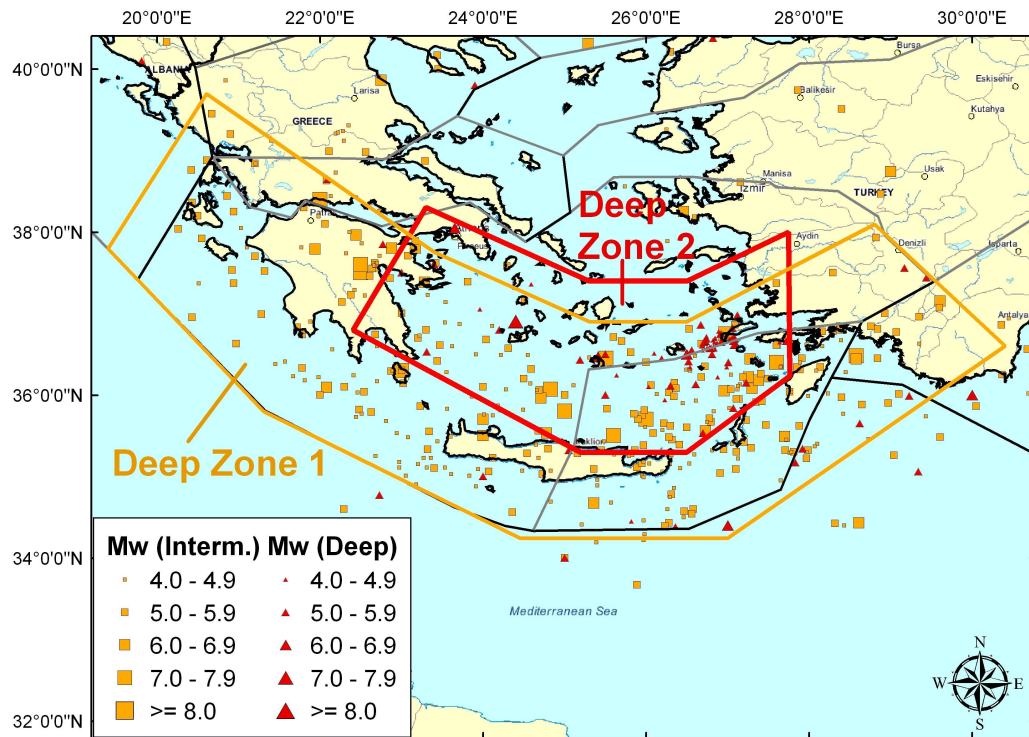 20°0'0"E 22°0'0"E 24°0'0"E 26°0'0"E 28°0'0"E 30°0'0"E
40°0'0"N
38°0'0"N
36°0'0"N
34°0'0"N
32°0'0"N
ALBANIA
Bursa
Eskisehir
Balikesir
Larisa
Kutahya
GREECE
Usak
Manisa
Izmir
TURKEY
Deep
Zone 2
Aydin
Denizli
Isparta
Antalya
Deep Zone 1
Mw (Interm.) Mw (Deep)
4.0 - 4.9 4.0 - 4.9
5.0 - 5.9 5.0 - 5.9
6.0 - 6.9 6.0 - 6.9
7.0 - 7.9 7.0 - 7.9
>= 8.0 >= 8.0
Mediterranean Sea
N
W E
S